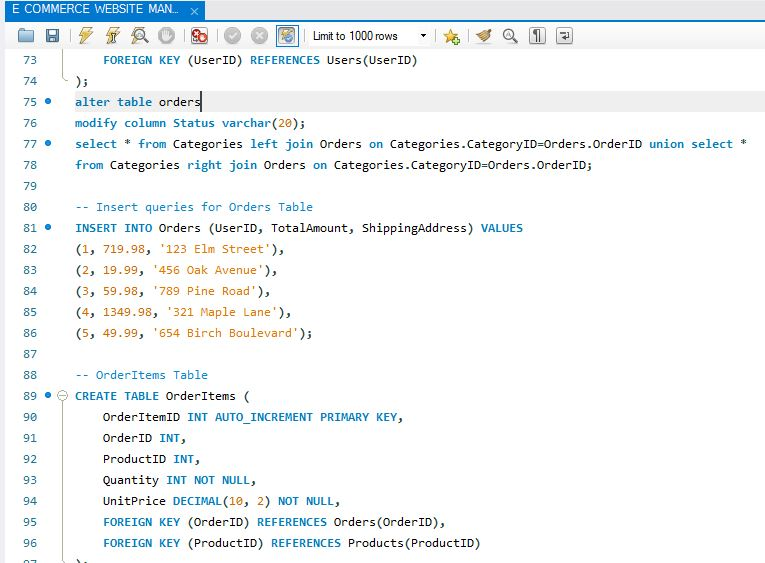 E COMMERCE WEBSITE MAN...
Limit to 1000 rows
73 FOREIGN KEY (UserID) REFERENCES Users(UserID)
74 );
75 alter table orders
76 modify column Status varchar(20);
77 select * from Categories left join Orders on Categories.CategoryID=Orders.OrderID union select *
78 from Categories right join Orders on Categories.CategoryID=Orders.OrderID;
79
80 -- Insert queries for Orders Table
81 INSERT INTO Orders (UserID, TotalAmount, ShippingAddress) VALUES
82 (1, 719.98, '123 Elm Street'),
83 (2, 19.99, '456 Oak Avenue'),
84 (3, 59.98, '789 Pine Road'),
85 (4, 1349.98, '321 Maple Lane'),
86 (5, 49.99, '654 Birch Boulevard');
87
88 -- OrderItems Table
89 CREATE TABLE OrderItems (
90 OrderItemID INT AUTO_INCREMENT PRIMARY KEY,
91 OrderID INT,
92 ProductID INT,
93 Quantity INT NOT NULL,
94 UnitPrice DECIMAL(10, 2) NOT NULL,
95 FOREIGN KEY (OrderID) REFERENCES Orders(OrderID),
96 FOREIGN KEY (ProductID) REFERENCES Products(ProductID)